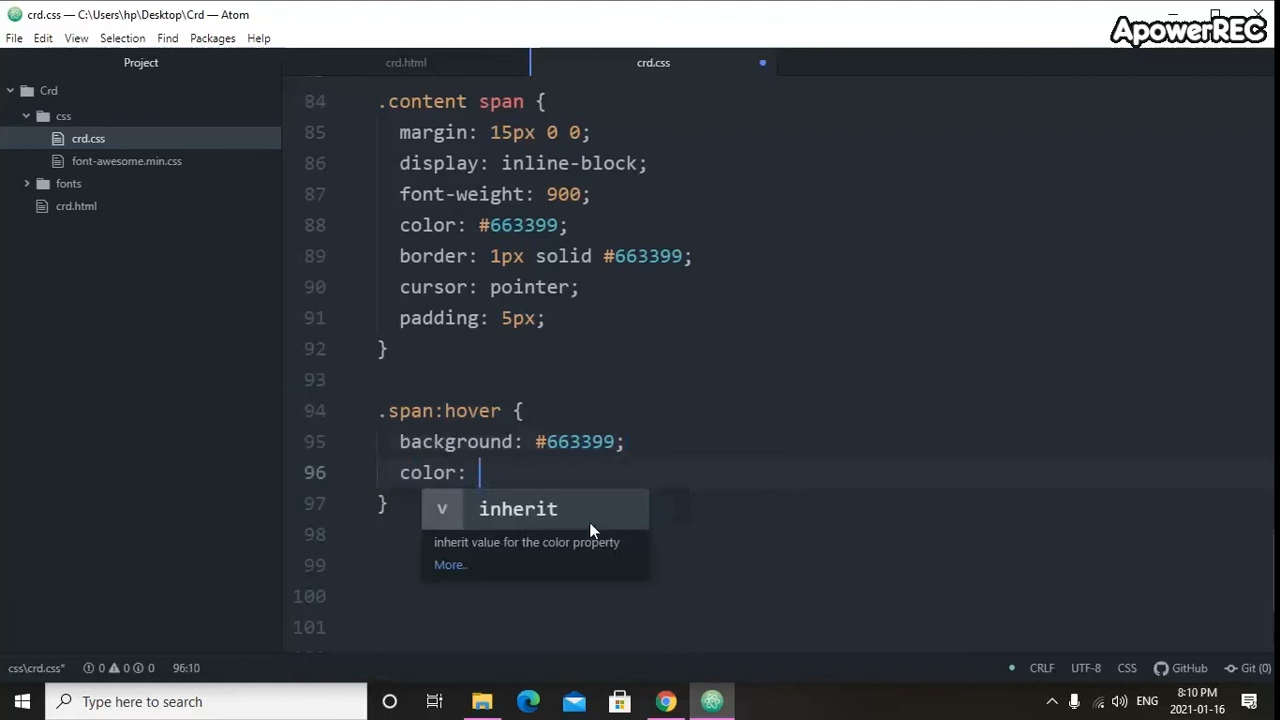 crd.css — C:\Users\hp\Desktop\Crd — Atom
ApowerREC
File Edit View Selection Find Packages Help
Project
crd.html
crd.css
Crd
css
crd.css
font-awesome.min.css
fonts
crd.html
84 .content span {
85 margin: 15px 0 0;
86 display: inline-block;
87 font-weight: 900;
88 color: #663399;
89 border: 1px solid #663399;
90 cursor: pointer;
91 padding: 5px;
92 }
93
94 .span:hover {
95 background: #663399;
96 color:
97 }
v inherit
inherit value for the color property
More..
98
99
100
101
css\crd.css* 0 0 0 96:10 CRLF UTF-8 CSS GitHub Git (0)
Type here to search
ENG
8:10 PM
2021-01-16